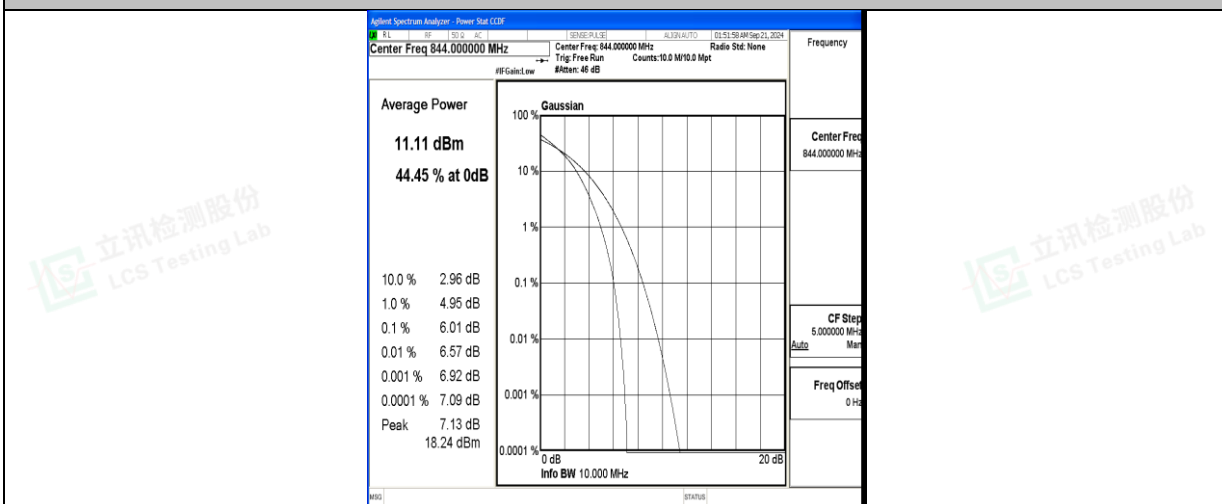 Agilent Spectrum Analyzer - Power Stat CCDF
RL RF 50 Ω AC SENSE:PULSE ALIGNAUTO 01:51:58 AM Sep 21, 2024
Center Freq 844.000000 MHz
Center Freq: 844.000000 MHz Radio Std: None
Trig: Free Run Counts:10.0 M/10.0 Mpt
#IFGain:Low #Atten: 46 dB
Frequency
Average Power
11.11 dBm
44.45 % at 0dB
10.0 % 2.96 dB
1.0 % 4.95 dB
0.1 % 6.01 dB
0.01 % 6.57 dB
0.001 % 6.92 dB
0.0001 % 7.09 dB
Peak 7.13 dB
18.24 dBm
Gaussian
100 %
10 %
1 %
0.1 %
0.01 %
0.001 %
0.0001 %
0 dB 20 dB
Info BW 10.000 MHz
Center Freq
844.000000 MHz
CF Step
5.000000 MHz
Auto Man
Freq Offset
0 Hz
MSG STATUS
立讯检测股份
LCS Testing Lab
立讯检测股份
LCS Testing Lab